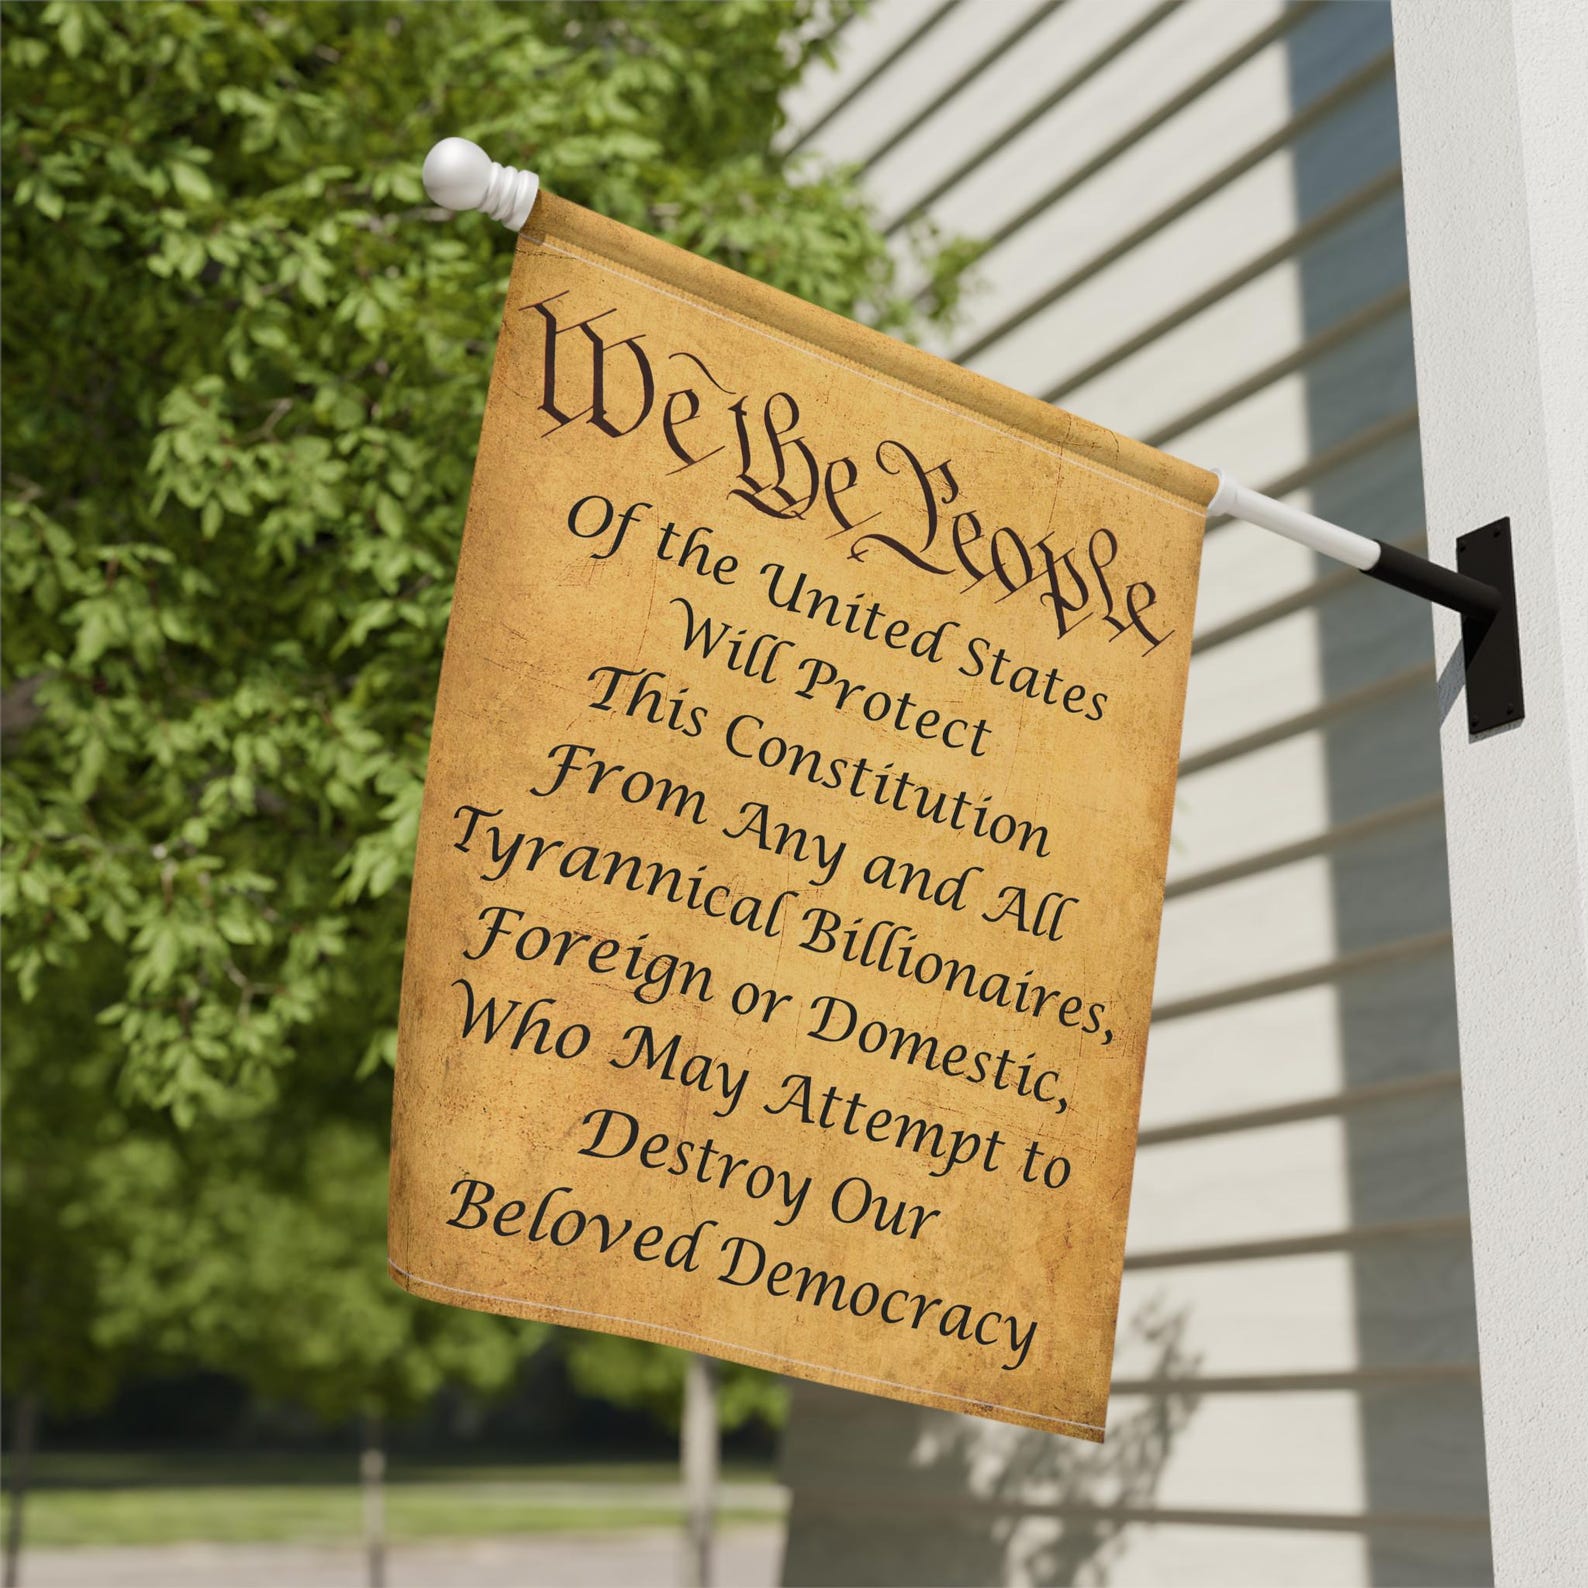 We the People
Of the United States
Will Protect
This Constitution
From Any and All
Tyrannical Billionaires,
Foreign or Domestic,
Who May Attempt to
Destroy Our
Beloved Democracy